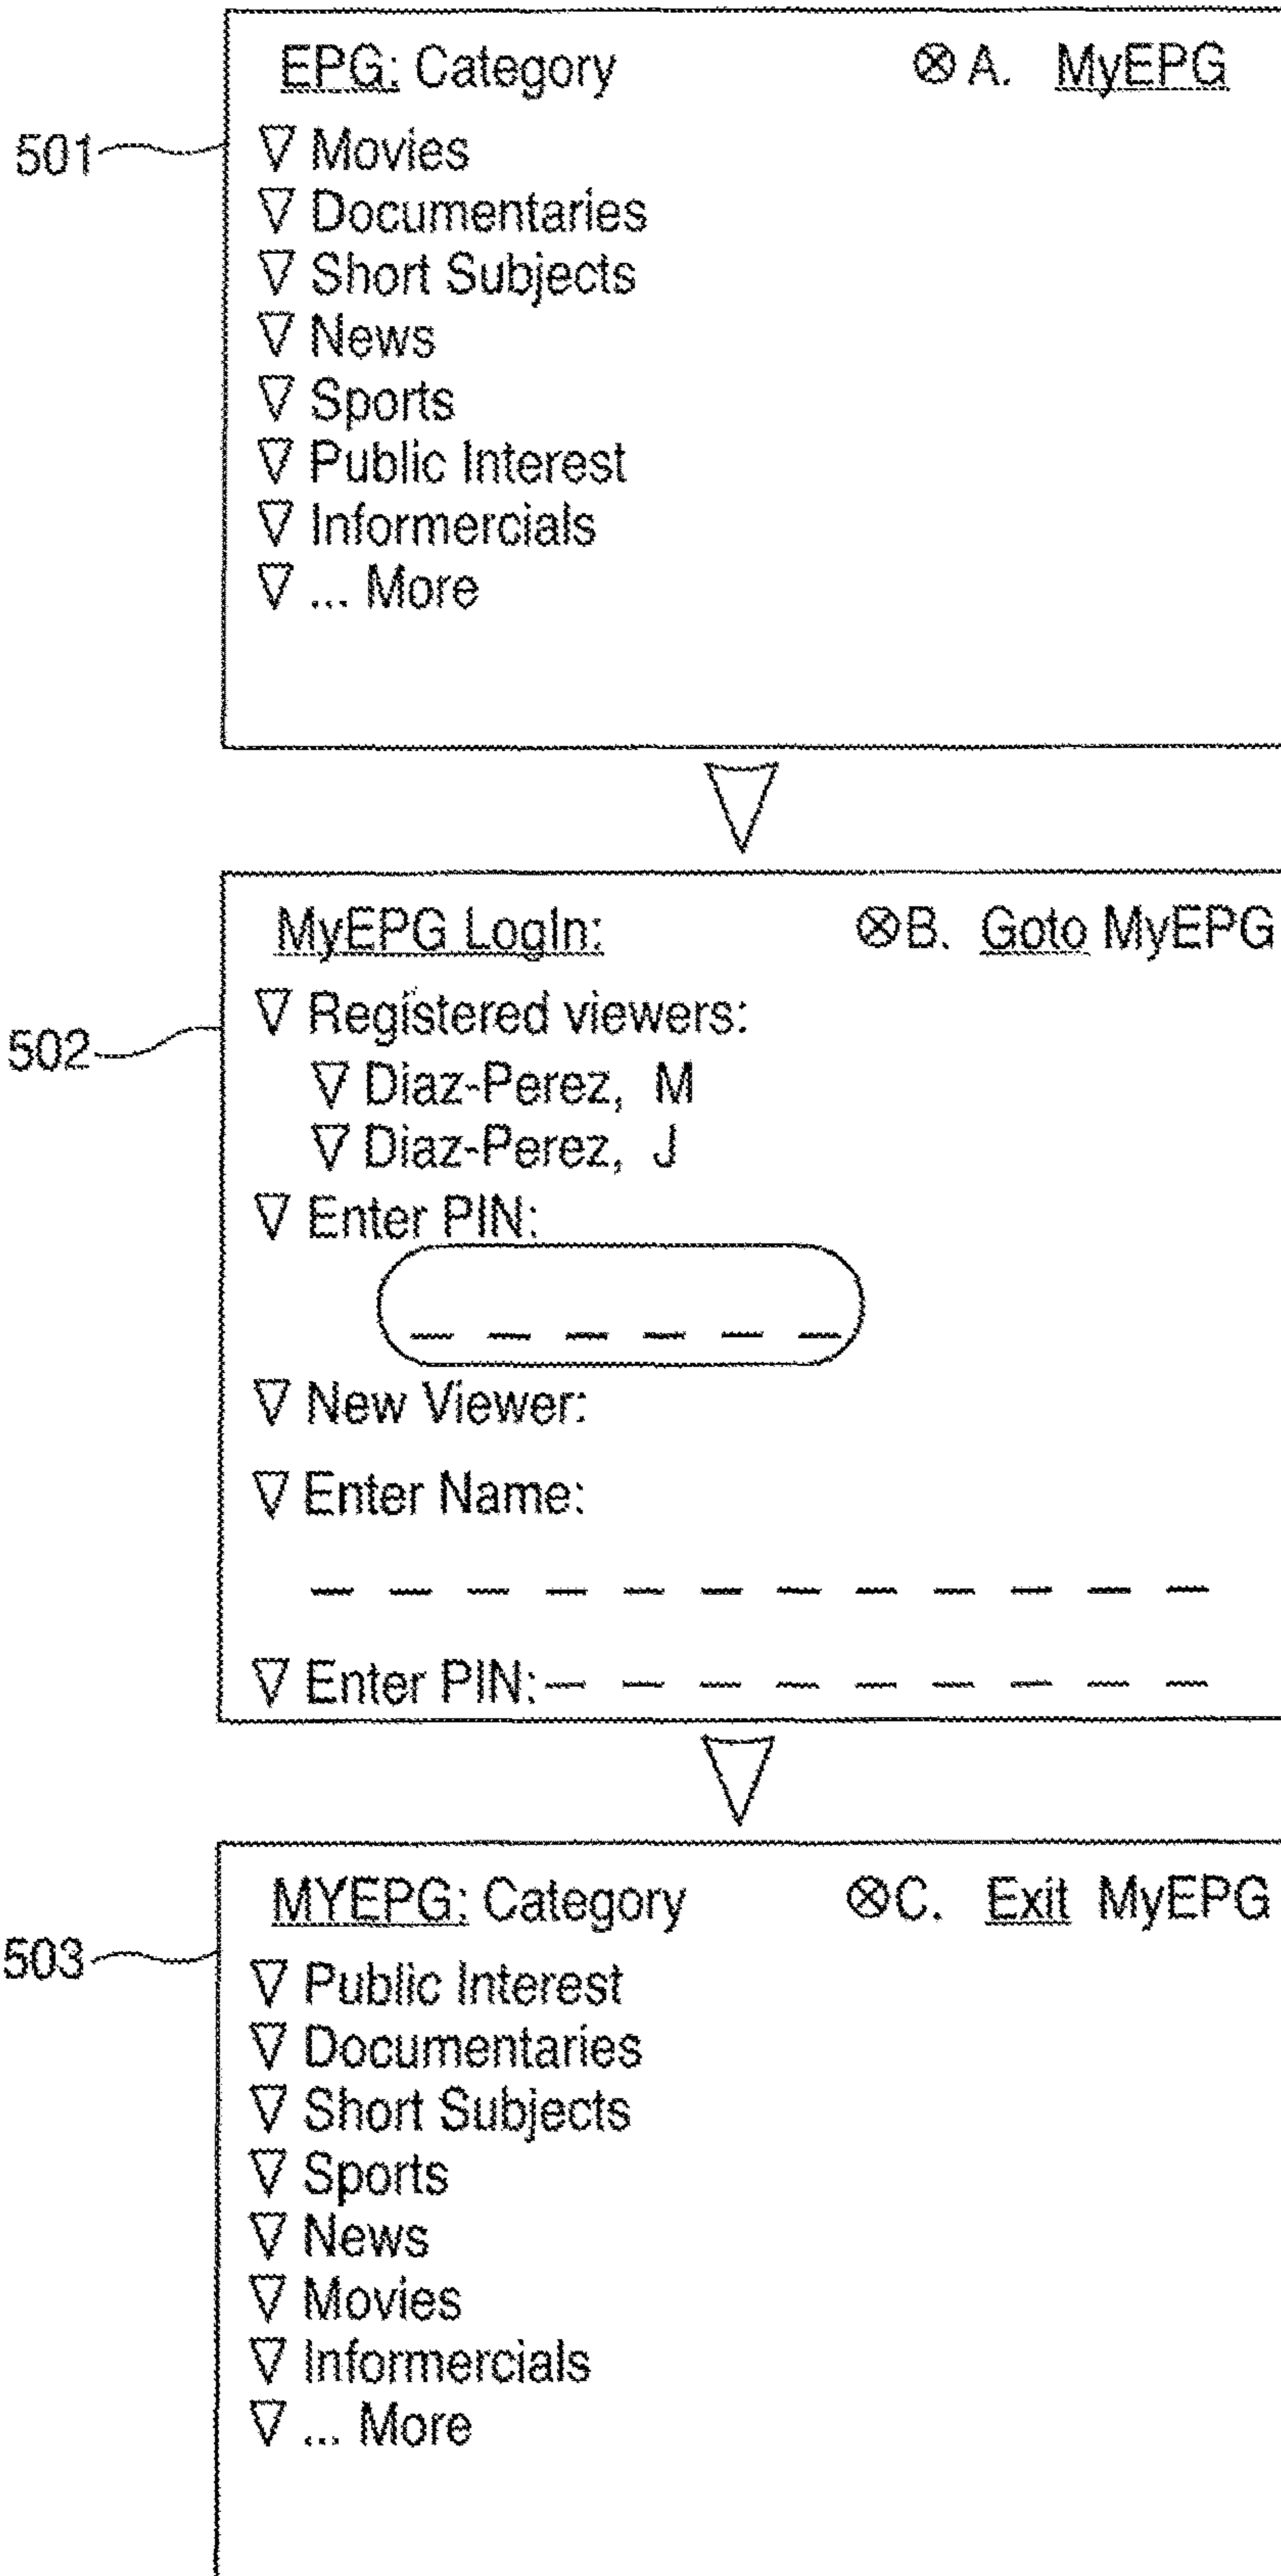 EPG: Category ⊗ A. MyEPG
501
▽ Movies
▽ Documentaries
▽ Short Subjects
▽ News
▽ Sports
▽ Public Interest
▽ Informercials
▽ ... More
MyEPG LogIn: ⊗B. Goto MyEPG
502
▽ Registered viewers:
▽ Diaz-Perez, M
▽ Diaz-Perez, J
▽ Enter PIN:
_ _ _ _ _ _
▽ New Viewer:
▽ Enter Name:
_ _ _ _ _ _ _ _ _ _ _ _
▽ Enter PIN: _ _ _ _ _ _ _ _ _
MYEPG: Category ⊗C. Exit MyEPG
503
▽ Public Interest
▽ Documentaries
▽ Short Subjects
▽ Sports
▽ News
▽ Movies
▽ Informercials
▽ ... More